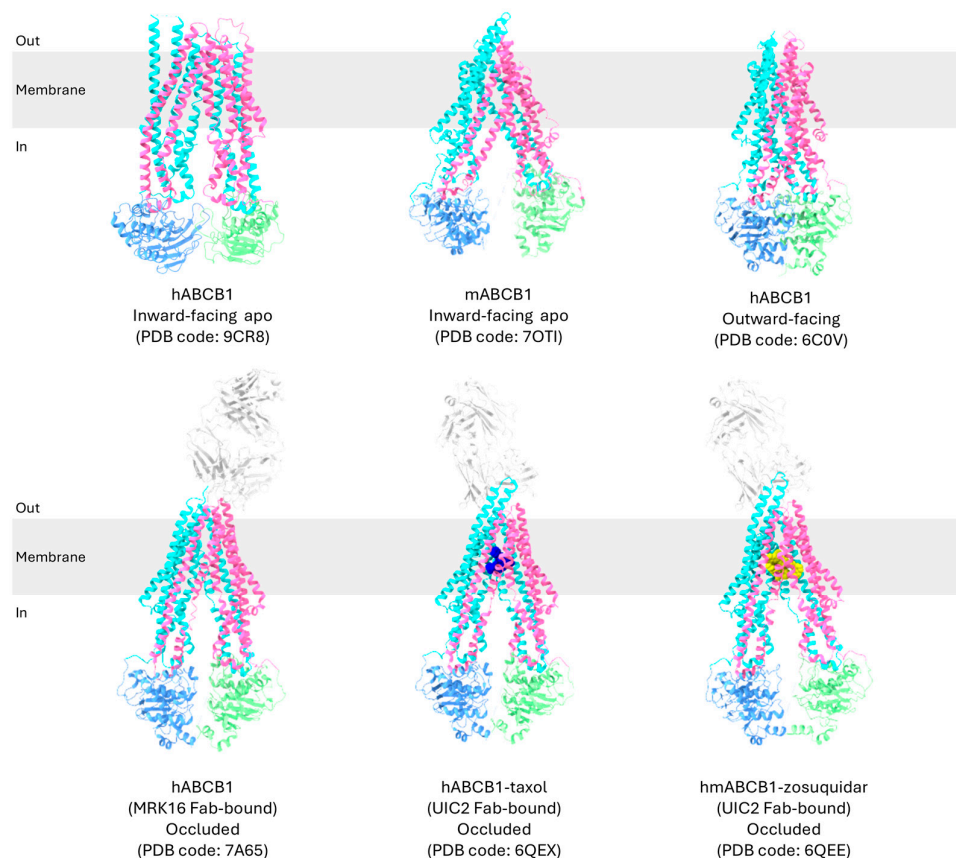 Out
Membrane
In
hABCB1
Inward-facing apo
(PDB code: 9CR8)
mABCB1
Inward-facing apo
(PDB code: 7OTI)
hABCB1
Outward-facing
(PDB code: 6C0V)
Out
Membrane
In
hABCB1
(MRK16 Fab-bound)
Occluded
(PDB code: 7A65)
hABCB1-taxol
(UIC2 Fab-bound)
Occluded
(PDB code: 6QEX)
hmABCB1-zosuquidar
(UIC2 Fab-bound)
Occluded
(PDB code: 6QEE)